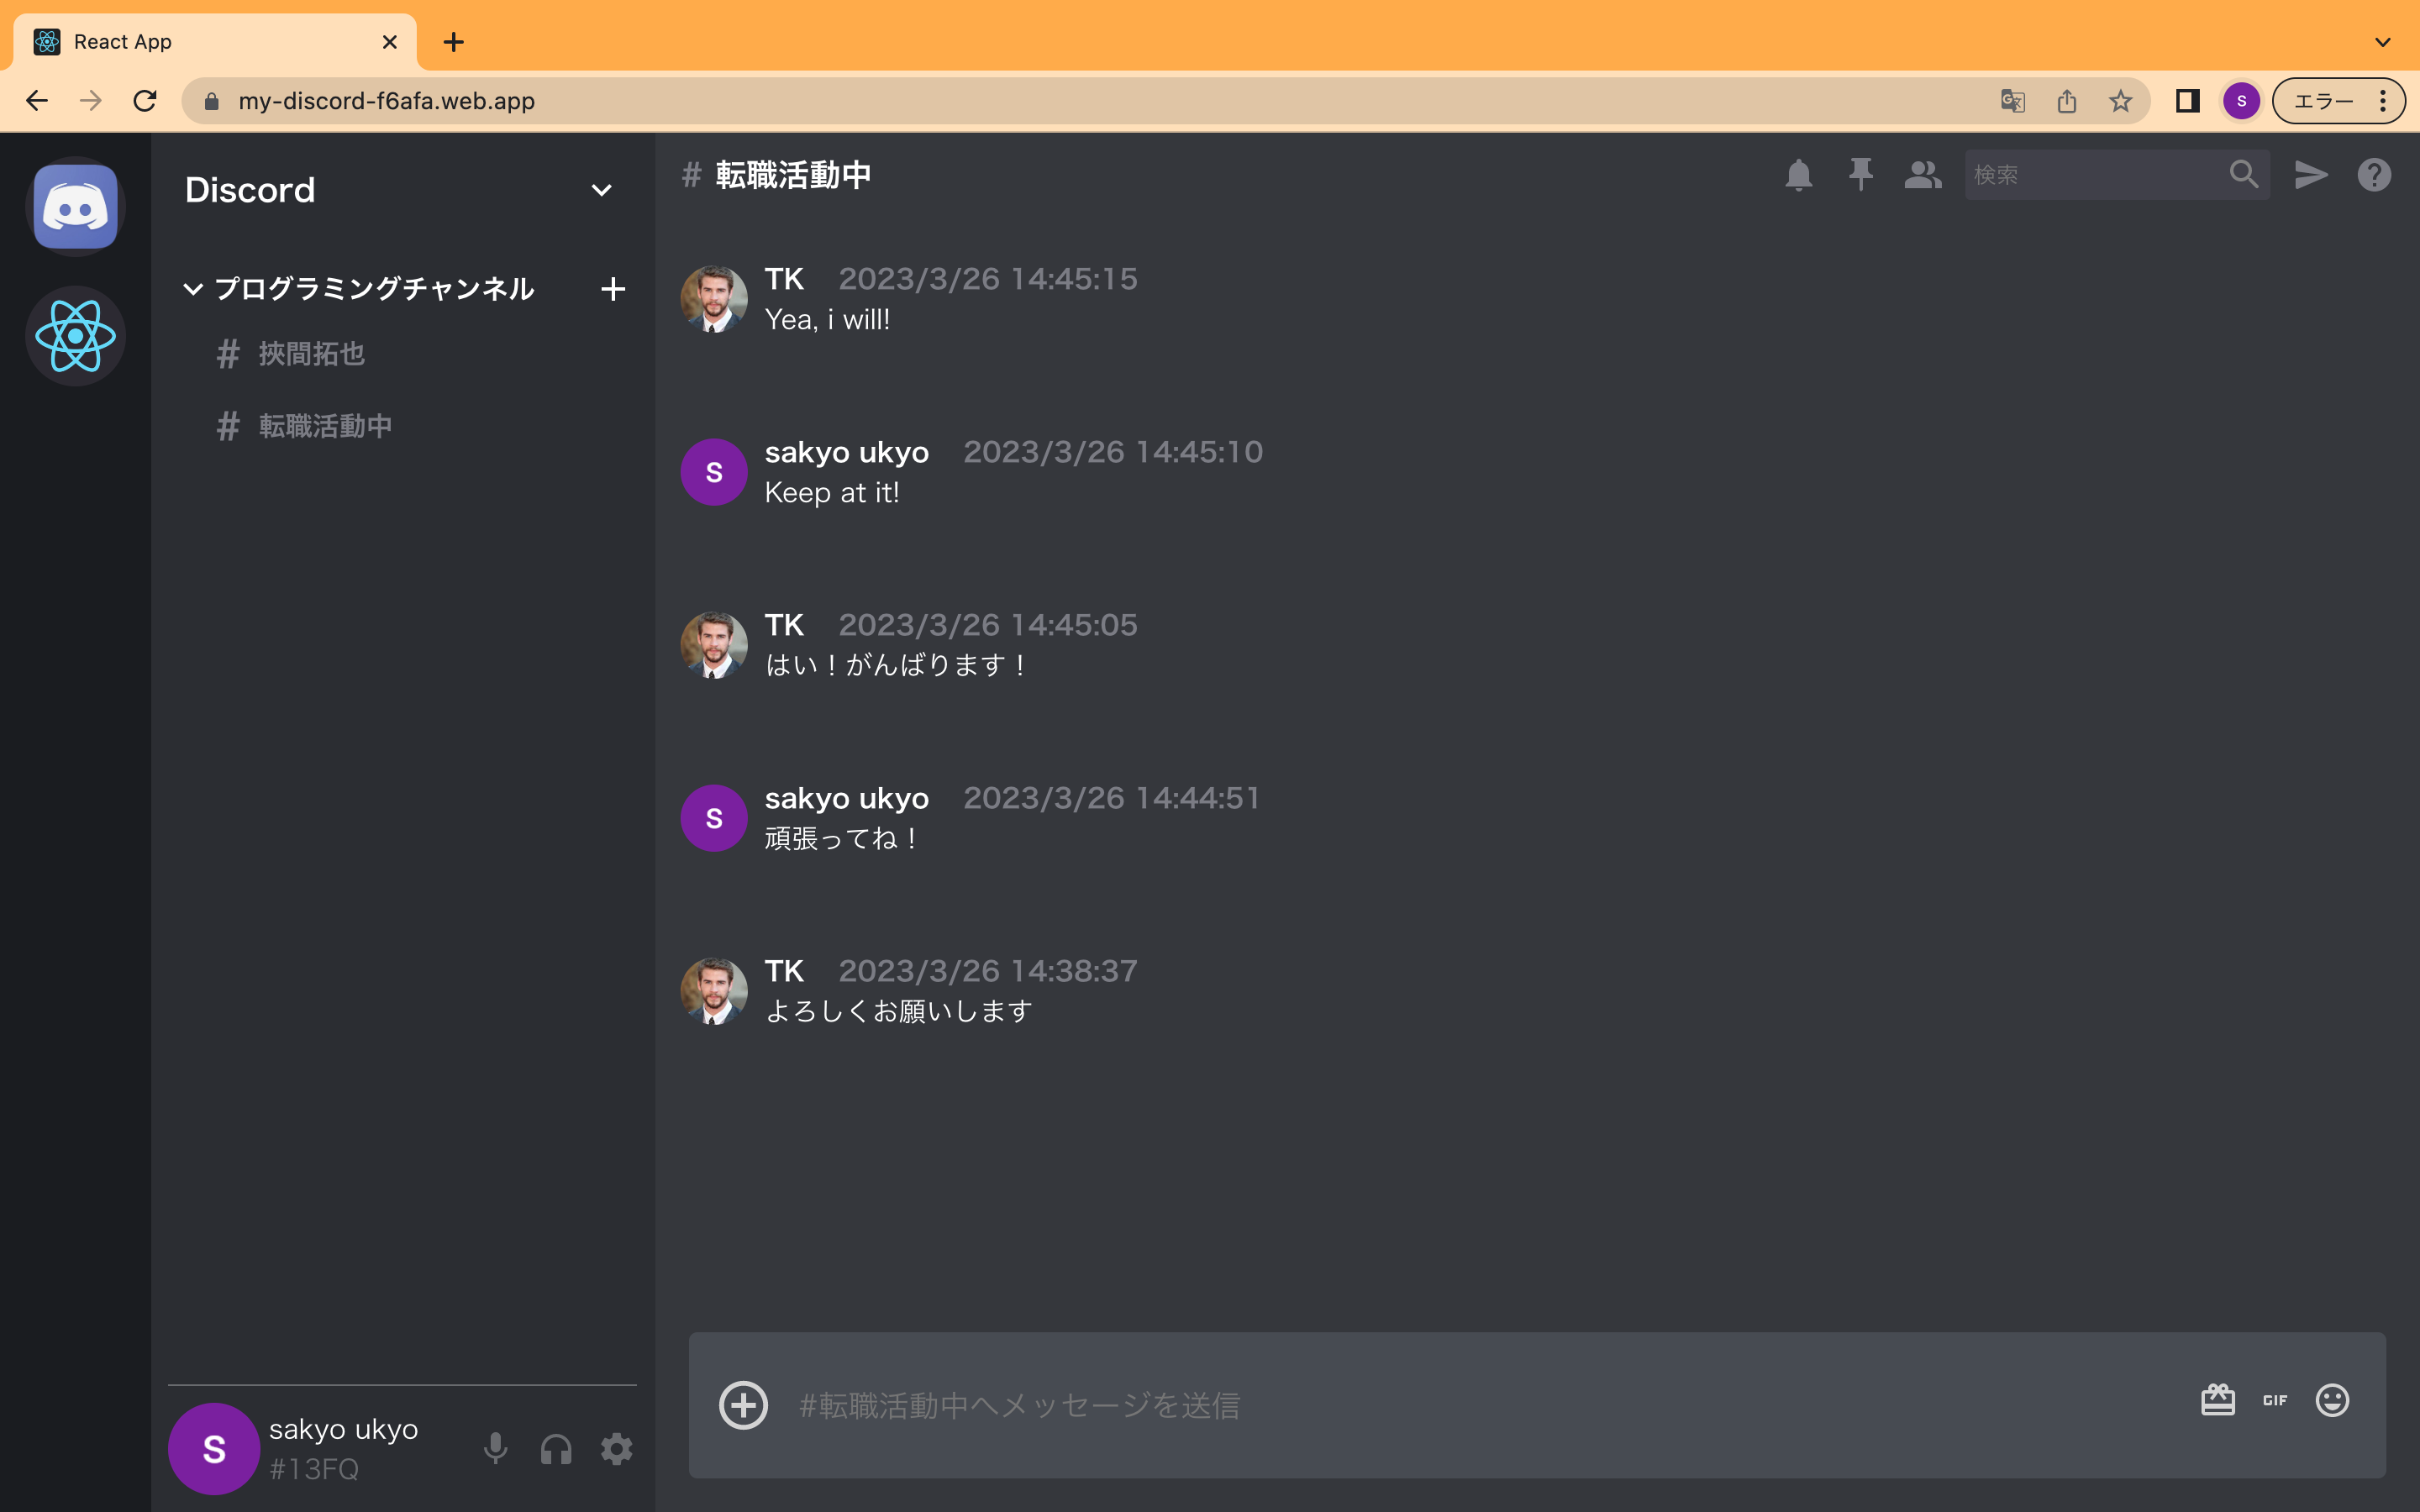 React App
my-discord-f6afa.web.app
S
エラー
Discord
プログラミングチャンネル
# 挾間拓也
# 転職活動中
sakyo ukyo
#13FQ
S
# 転職活動中
検索
TK 2023/3/26 14:45:15
Yea, i will!
S
sakyo ukyo 2023/3/26 14:45:10
Keep at it!
TK 2023/3/26 14:45:05
はい！がんばります！
S
sakyo ukyo 2023/3/26 14:44:51
頑張ってね！
TK 2023/3/26 14:38:37
よろしくお願いします
#転職活動中へメッセージを送信
GIF